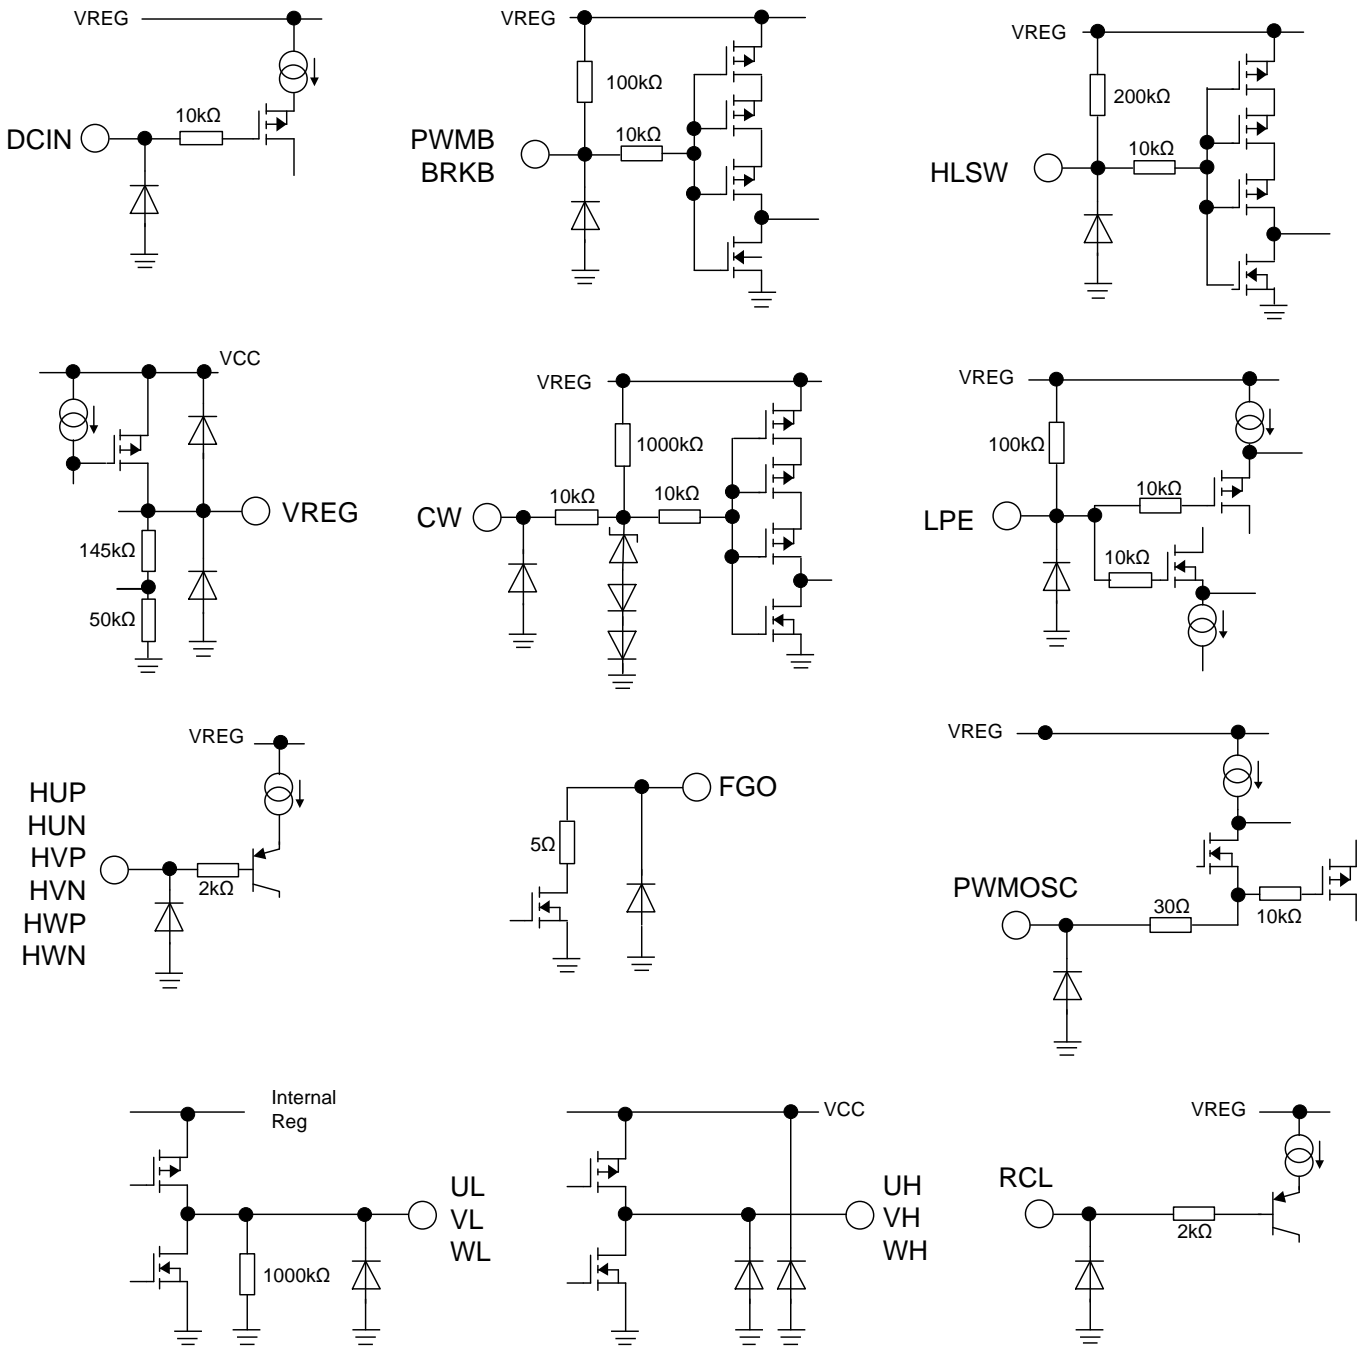 VREG
10kΩ
DCIN
VREG
100kΩ
10kΩ
PWMB
BRKB
VREG
200kΩ
10kΩ
HLSW
VCC
VREG
145kΩ
50kΩ
VREG
1000kΩ
10kΩ
10kΩ
CW
VREG
100kΩ
10kΩ
LPE
10kΩ
VREG
HUP
HUN
HVP
HVN
HWP
HWN
2kΩ
FGO
5Ω
VREG
PWMOSC
30Ω
10kΩ
Internal
Reg
UL
VL
WL
1000kΩ
VCC
UH
VH
WH
VREG
RCL
2kΩ